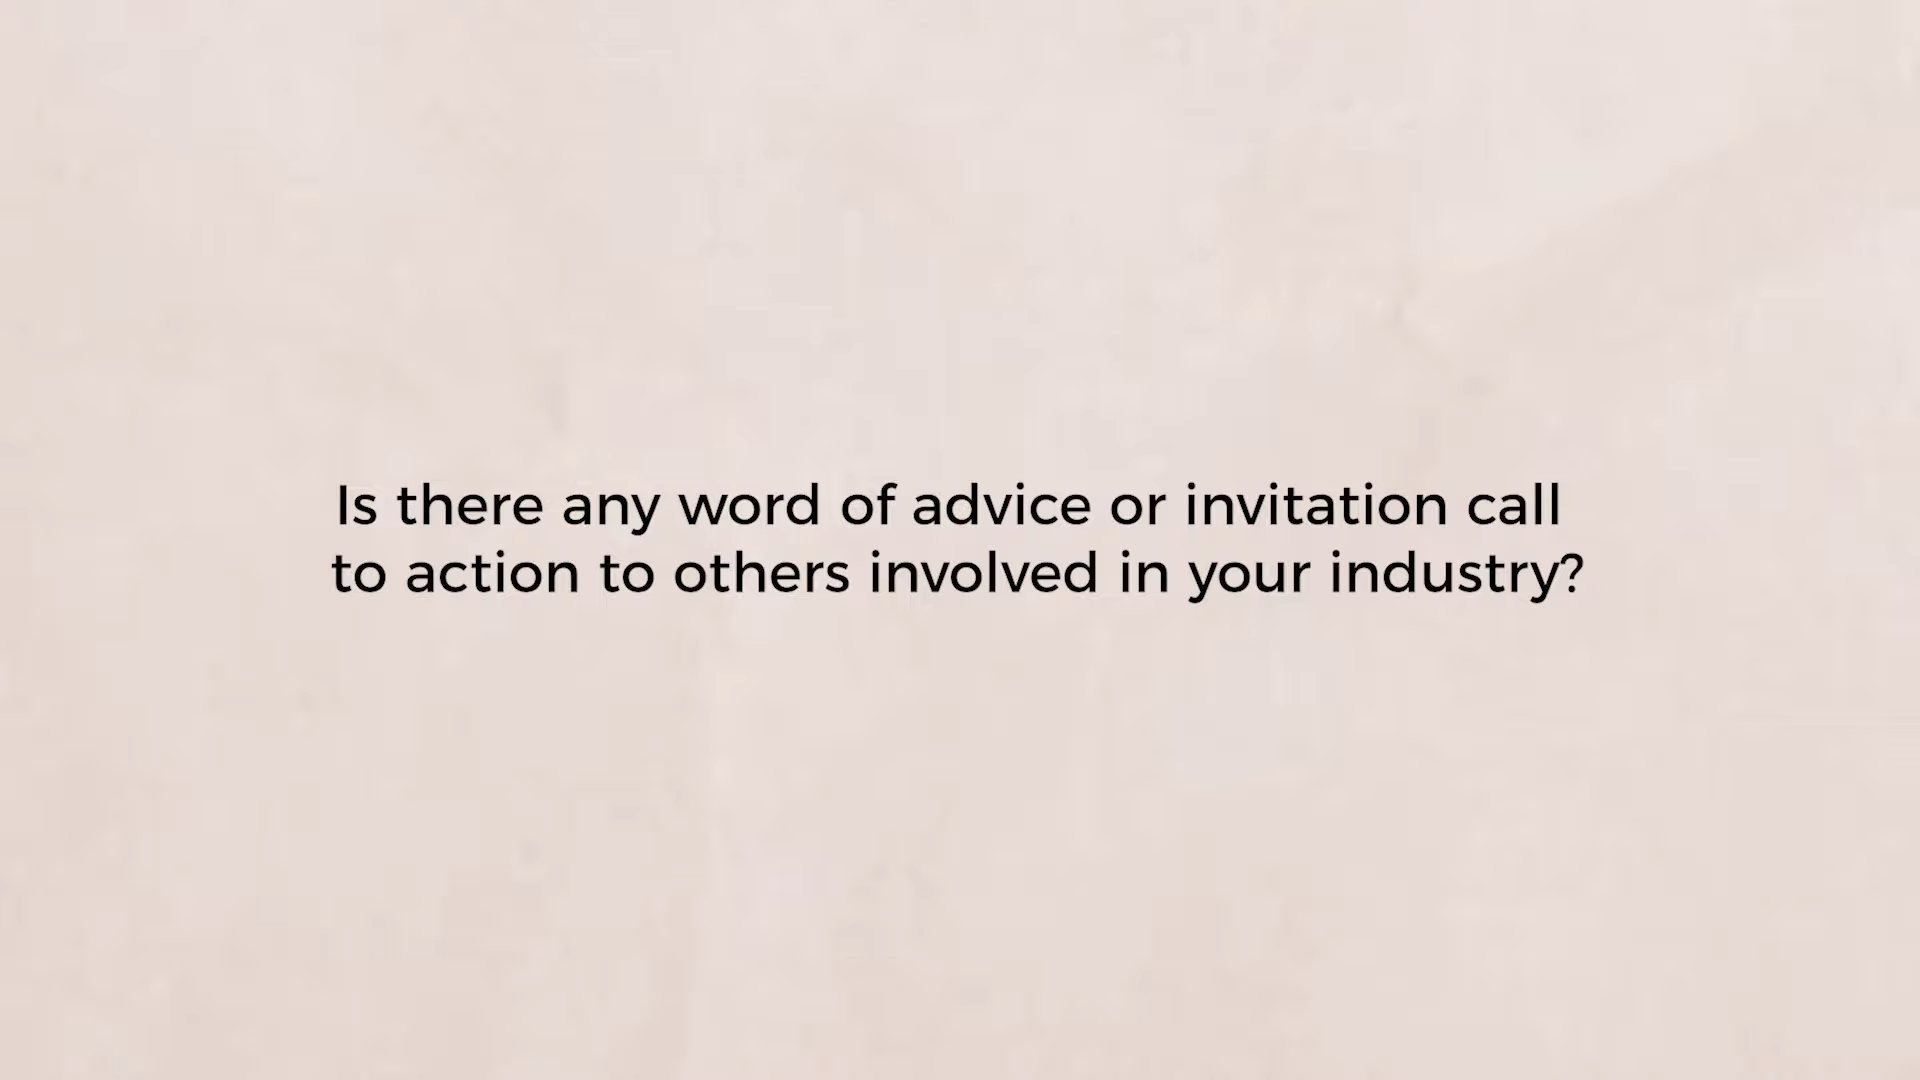 Is there any word of advice or invitation call
to action to others involved in your industry?